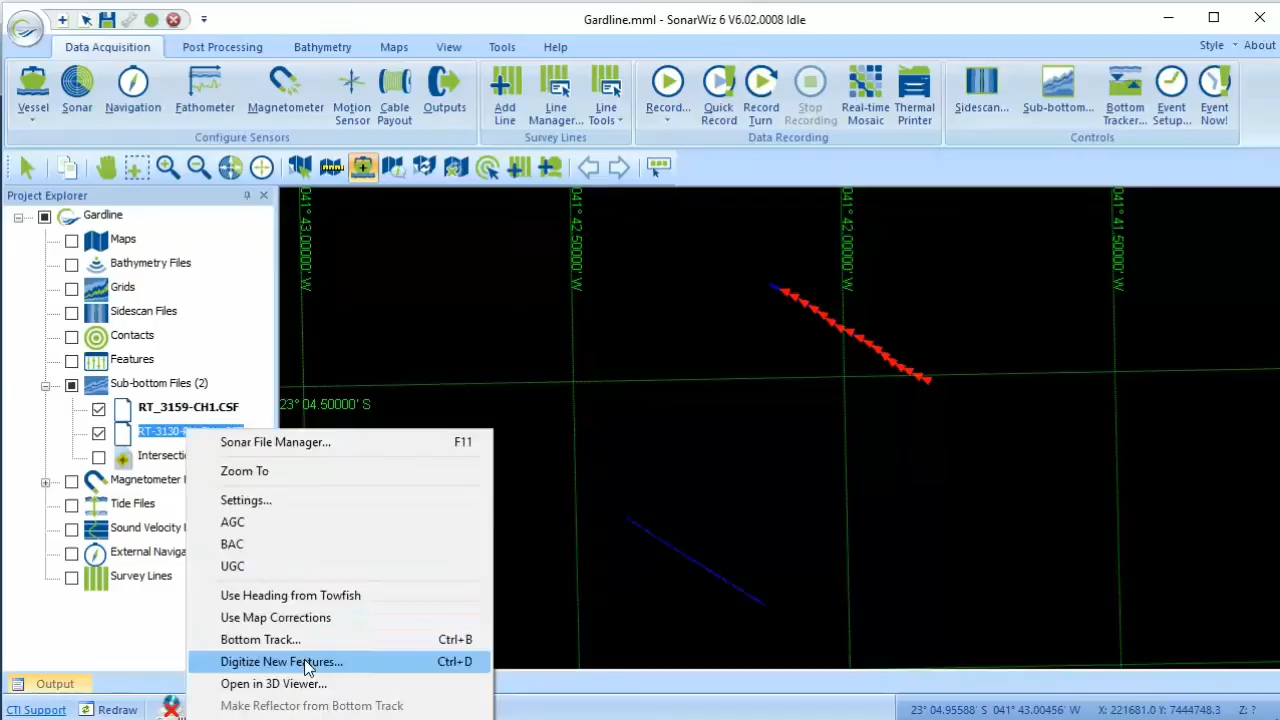 Gardline.mml - SonarWiz 6 V6.02.0008 Idle
Data Acquisition Post Processing Bathymetry Maps View Tools Help Style About
Vessel Sonar Navigation Fathometer Magnetometer Motion Sensor Cable Payout Outputs
Configure Sensors
Add Line Line Manager... Line Tools
Survey Lines
Record... Quick Record Record Turn Stop Recording Real-time Mosaic Thermal Printer
Data Recording
Sidescan... Sub-bottom... Bottom Tracker... Event Setup... Event Now!
Controls
Project Explorer
Gardline
Maps
Bathymetry Files
Grids
Sidescan Files
Contacts
Features
Sub-bottom Files (2)
RT_3159-CH1.CSF
RT-3130-
Intersecti
Magnetometer
Tide Files
Sound Velocity
External Naviga
Survey Lines
041° 43.00000' W
041° 42.50000' W
041° 42.00000' W
041° 41.50000' W
23° 04.50000' S
Sonar File Manager... F11
Zoom To
Settings...
AGC
BAC
UGC
Use Heading from Towfish
Use Map Corrections
Bottom Track... Ctrl+B
Digitize New Features... Ctrl+D
Open in 3D Viewer...
Make Reflector from Bottom Track
Output
CTI Support Redraw
23° 04.95588' S 041° 43.00456' W X: 221681.0 Y: 7444748.3 Z: ?